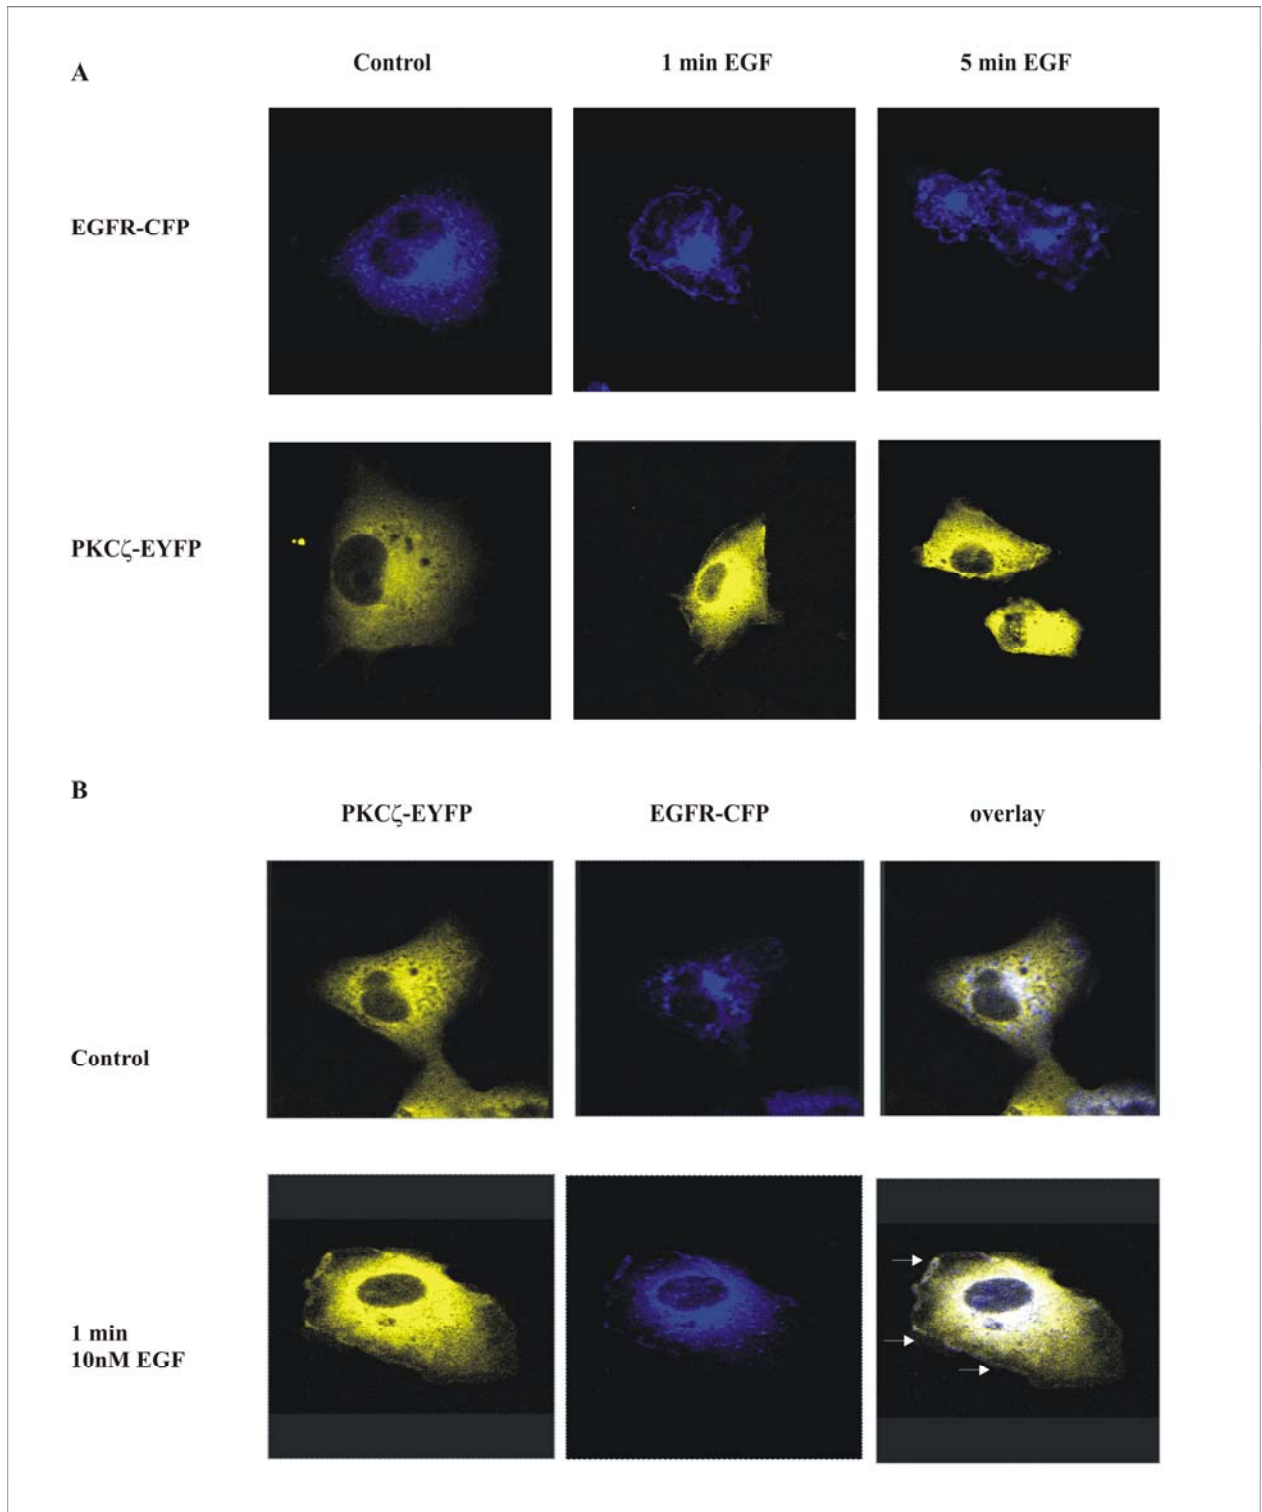 A
Control 1 min EGF 5 min EGF
EGFR-CFP
PKCζ-EYFP
B
PKCζ-EYFP EGFR-CFP overlay
Control
1 min
10nM EGF